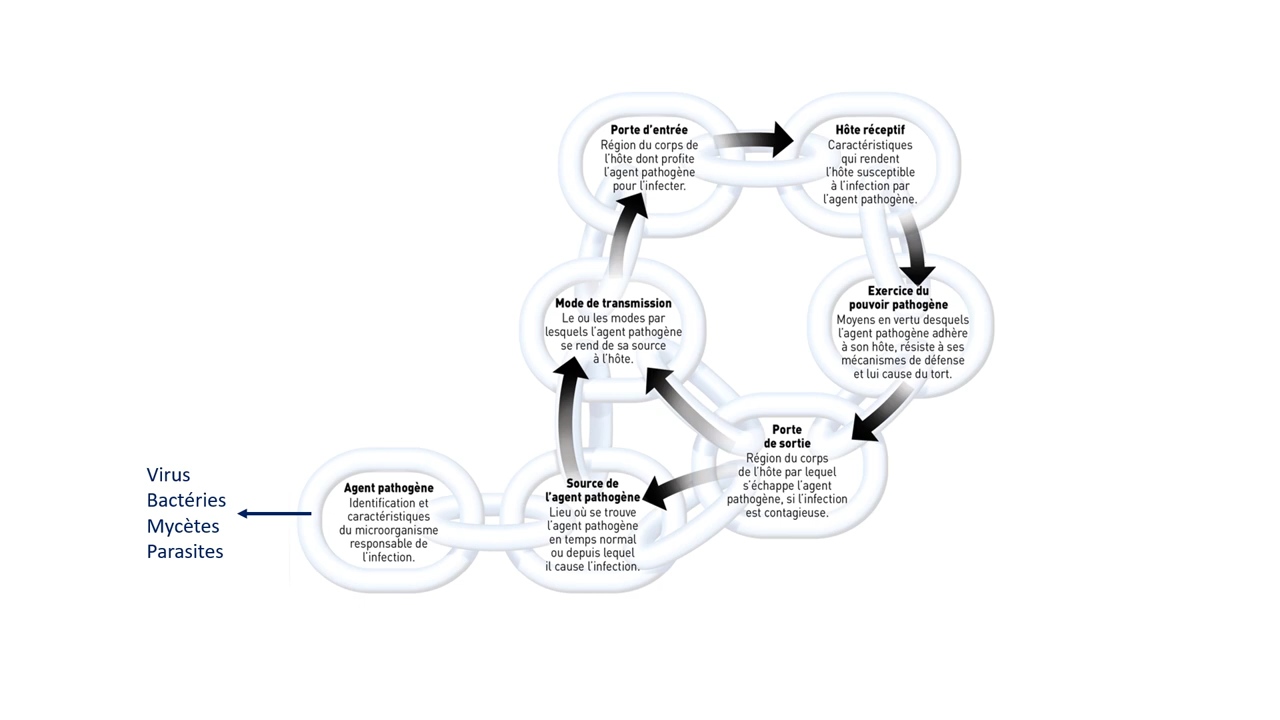 Porte d'entrée
Région du corps de
l'hôte dont profite
l'agent pathogène
pour l'infecter.
Hôte réceptif
Caractéristiques
qui rendent
l'hôte susceptible
à l'infection par
l'agent pathogène.
Mode de transmission
Le ou les modes par
lesquels l'agent pathogène
se rend de sa source
à l'hôte.
Exercice du
pouvoir pathogène
Moyens en vertu desquels
l'agent pathogène adhère
à son hôte, résiste à ses
mécanismes de défense
et lui cause du tort.
Porte
de sortie
Région du corps
de l'hôte par lequel
s'échappe l'agent
pathogène, si l'infection
est contagieuse.
Virus
Bactéries
Mycètes
Parasites
Agent pathogène
Identification et
caractéristiques
du microorganisme
responsable de
l'infection.
Source de
l'agent pathogène
Lieu où se trouve
l'agent pathogène
en temps normal
ou depuis lequel
il cause l'infection.